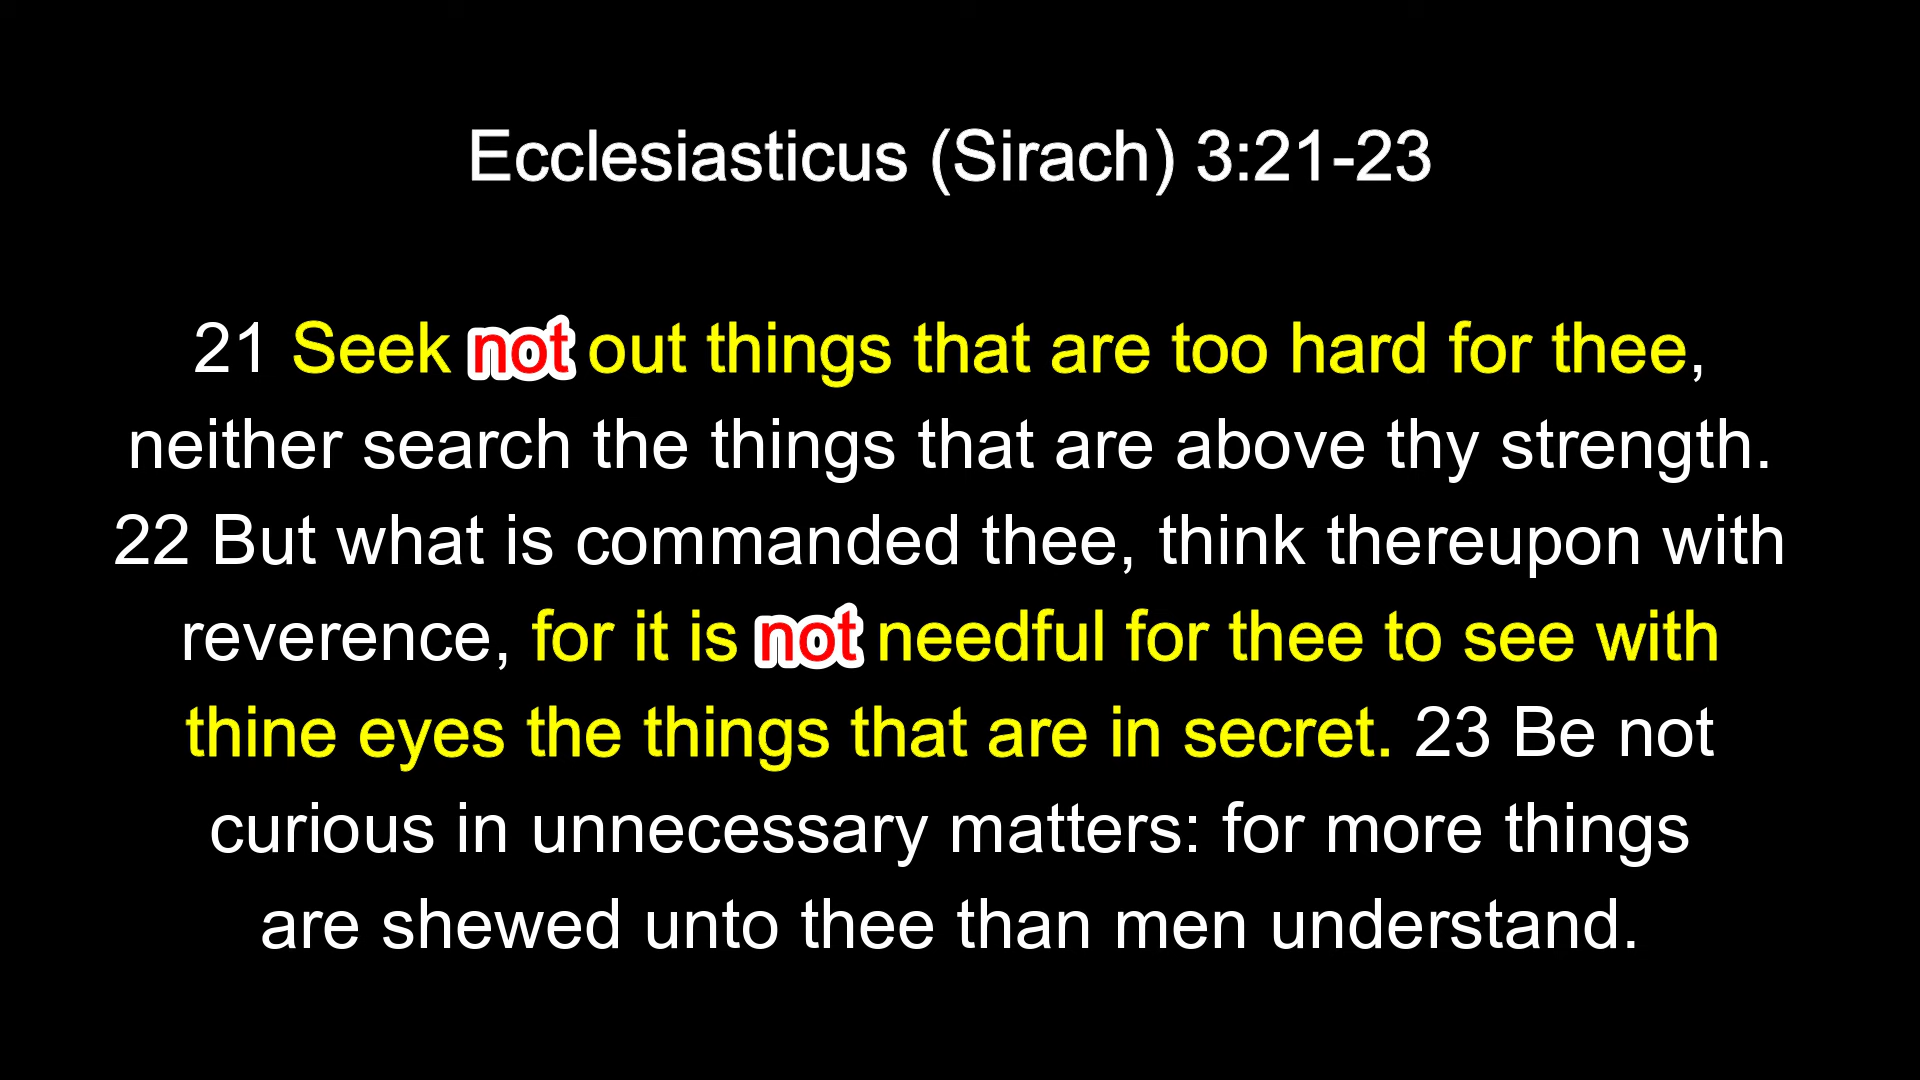 Ecclesiasticus (Sirach) 3:21-23
21 Seek not out things that are too hard for thee,
neither search the things that are above thy strength.
22 But what is commanded thee, think thereupon with
reverence, for it is not needful for thee to see with
thine eyes the things that are in secret. 23 Be not
curious in unnecessary matters: for more things
are shewed unto thee than men understand.